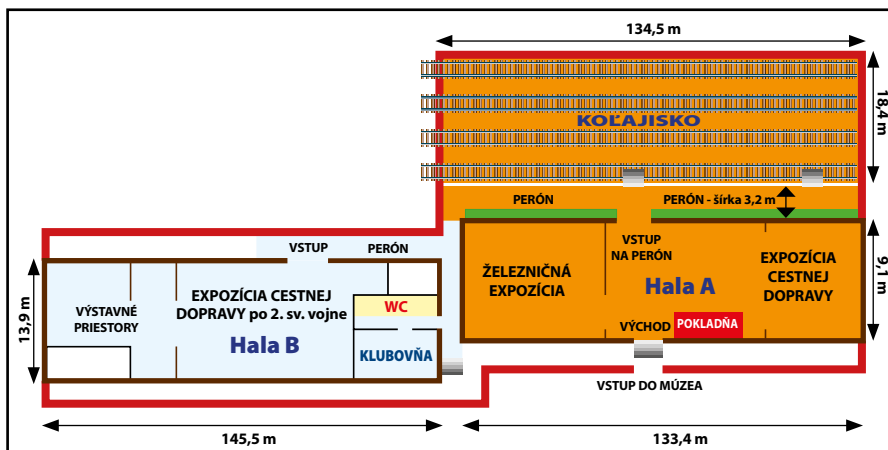 134,5 m
18,4 m
KOĽAJISKO
PERÓN
PERÓN - šírka 3,2 m
VSTUP
PERÓN
VSTUP
NA PERÓN
ŽELEZNIČNÁ
EXPOZÍCIA
Hala A
EXPOZÍCIA
CESTNEJ
DOPRAVY
9,1 m
13,9 m
VÝSTAVNÉ
PRIESTORY
EXPOZÍCIA CESTNEJ
DOPRAVY po 2. sv. vojne
Hala B
WC
KLUBOVŇA
VÝCHOD
POKLADŇA
VSTUP DO MÚZEA
145,5 m
133,4 m